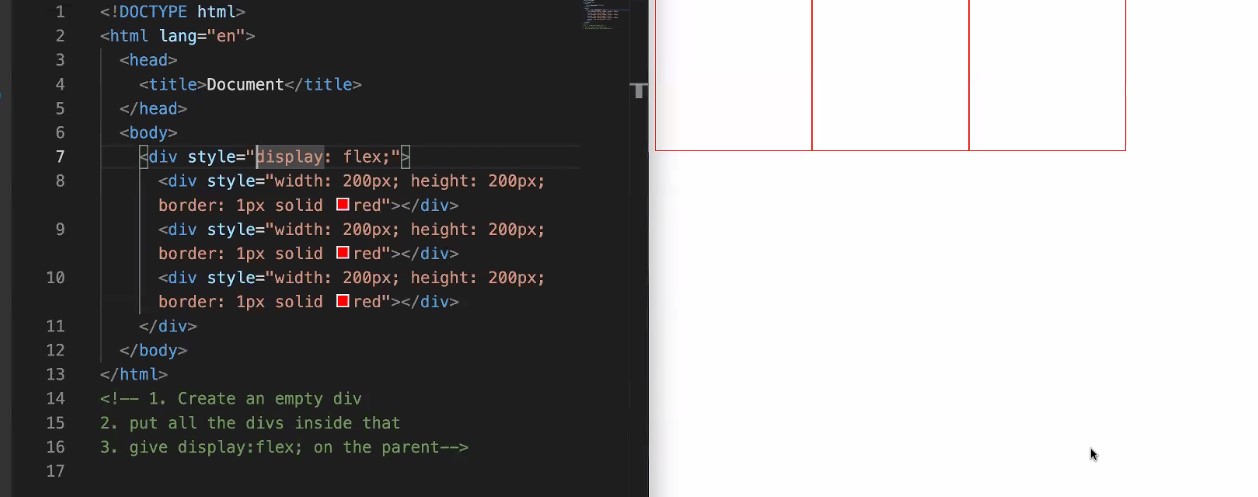 1 <!DOCTYPE html>
2 <html lang="en">
3 <head>
4 <title>Document</title>
5 </head>
6 <body>
7 <div style="display: flex;">
8 <div style="width: 200px; height: 200px;
border: 1px solid red"></div>
9 <div style="width: 200px; height: 200px;
border: 1px solid red"></div>
10 <div style="width: 200px; height: 200px;
border: 1px solid red"></div>
11 </div>
12 </body>
13 </html>
14 <!-- 1. Create an empty div
15 2. put all the divs inside that
16 3. give display:flex; on the parent-->
17